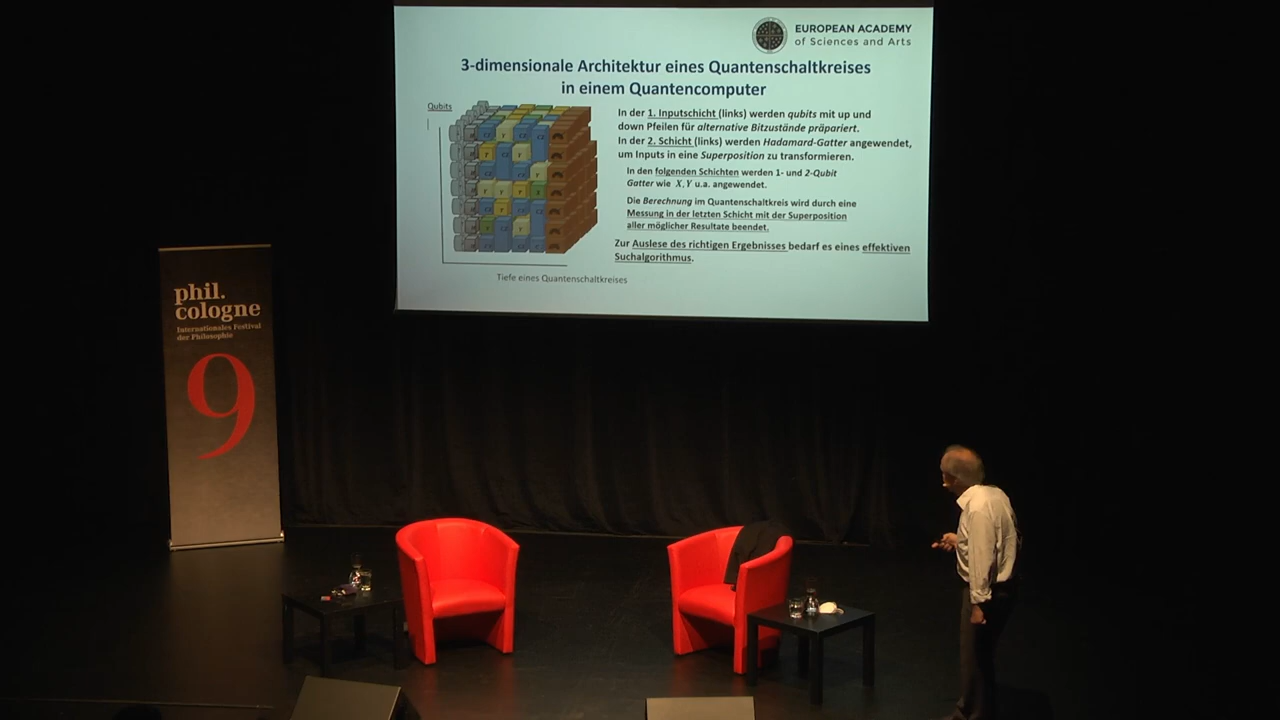 EUROPEAN ACADEMY
of Sciences and Arts
3-dimensionale Architektur eines Quantenschaltkreises
in einem Quantencomputer
Qubits
In der 1. Inputschicht (links) werden qubits mit up und
down Pfeilen für alternative Bitzustände präpariert.
In der 2. Schicht (links) werden Hadamard-Gatter angewendet,
um Inputs in eine Superposition zu transformieren.
In den folgenden Schichten werden 1- und 2-Qubit
Gatter wie X, Y u.a. angewendet.
Die Berechnung im Quantenschaltkreis wird durch eine
Messung in der letzten Schicht mit der Superposition
aller möglicher Resultate beendet.
Zur Auslese des richtigen Ergebnisses bedarf es eines effektiven
Suchalgorithmus.
Tiefe eines Quantenschaltkreises
phil.
cologne
Internationales Festival
der Philosophie
9